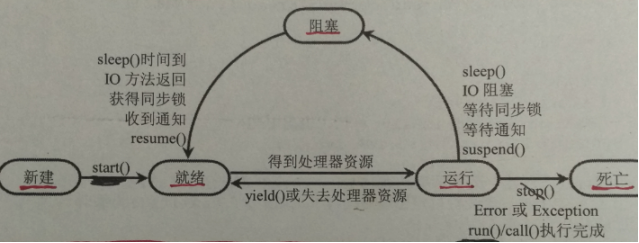 阻塞
sleep()时间到
IO 方法返回
获得同步锁
收到通知
resume()
sleep()
IO 阻塞
等待同步锁
等待通知
suspend()
新建
start()
就绪
得到处理器资源
yield()或失去处理器资源
运行
stop()
Error 或 Exception
run()/call()执行完成
死亡